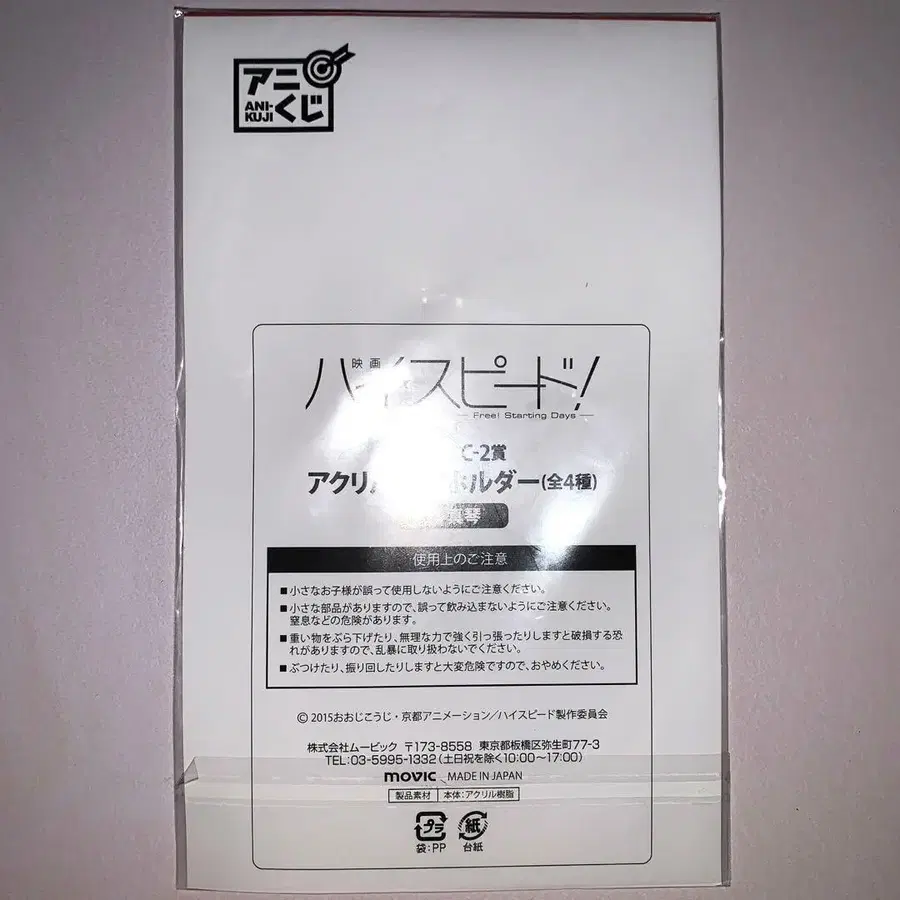 アニ
ANI-KUJI くじ
映画
ハイスピード!
Free! Starting Days
C-2賞
アクリル ホルダー(全4種)
真琴
使用上のご注意
■小さなお子様が誤って使用しないようにご注意ください。
■小さな部品がありますので、誤って飲み込まないようにご注意ください。
窒息などの危険があります。
■重い物をぶら下げたり、無理な力で強く引っ張ったりしますと破損する恐
れがありますので、乱暴に取り扱わないでください。
■ぶつけたり、振り回したりしますと大変危険ですので、おやめください。
© 2015おおじこうじ・京都アニメーション/ハイスピード製作委員会
株式会社ムービック 〒173-8558 東京都板橋区弥生町77-3
TEL:03-5995-1332(土日祝を除く10:00〜17:00)
movic MADE IN JAPAN
製品素材 本体:アクリル樹脂
プラ 紙
袋:PP 台紙